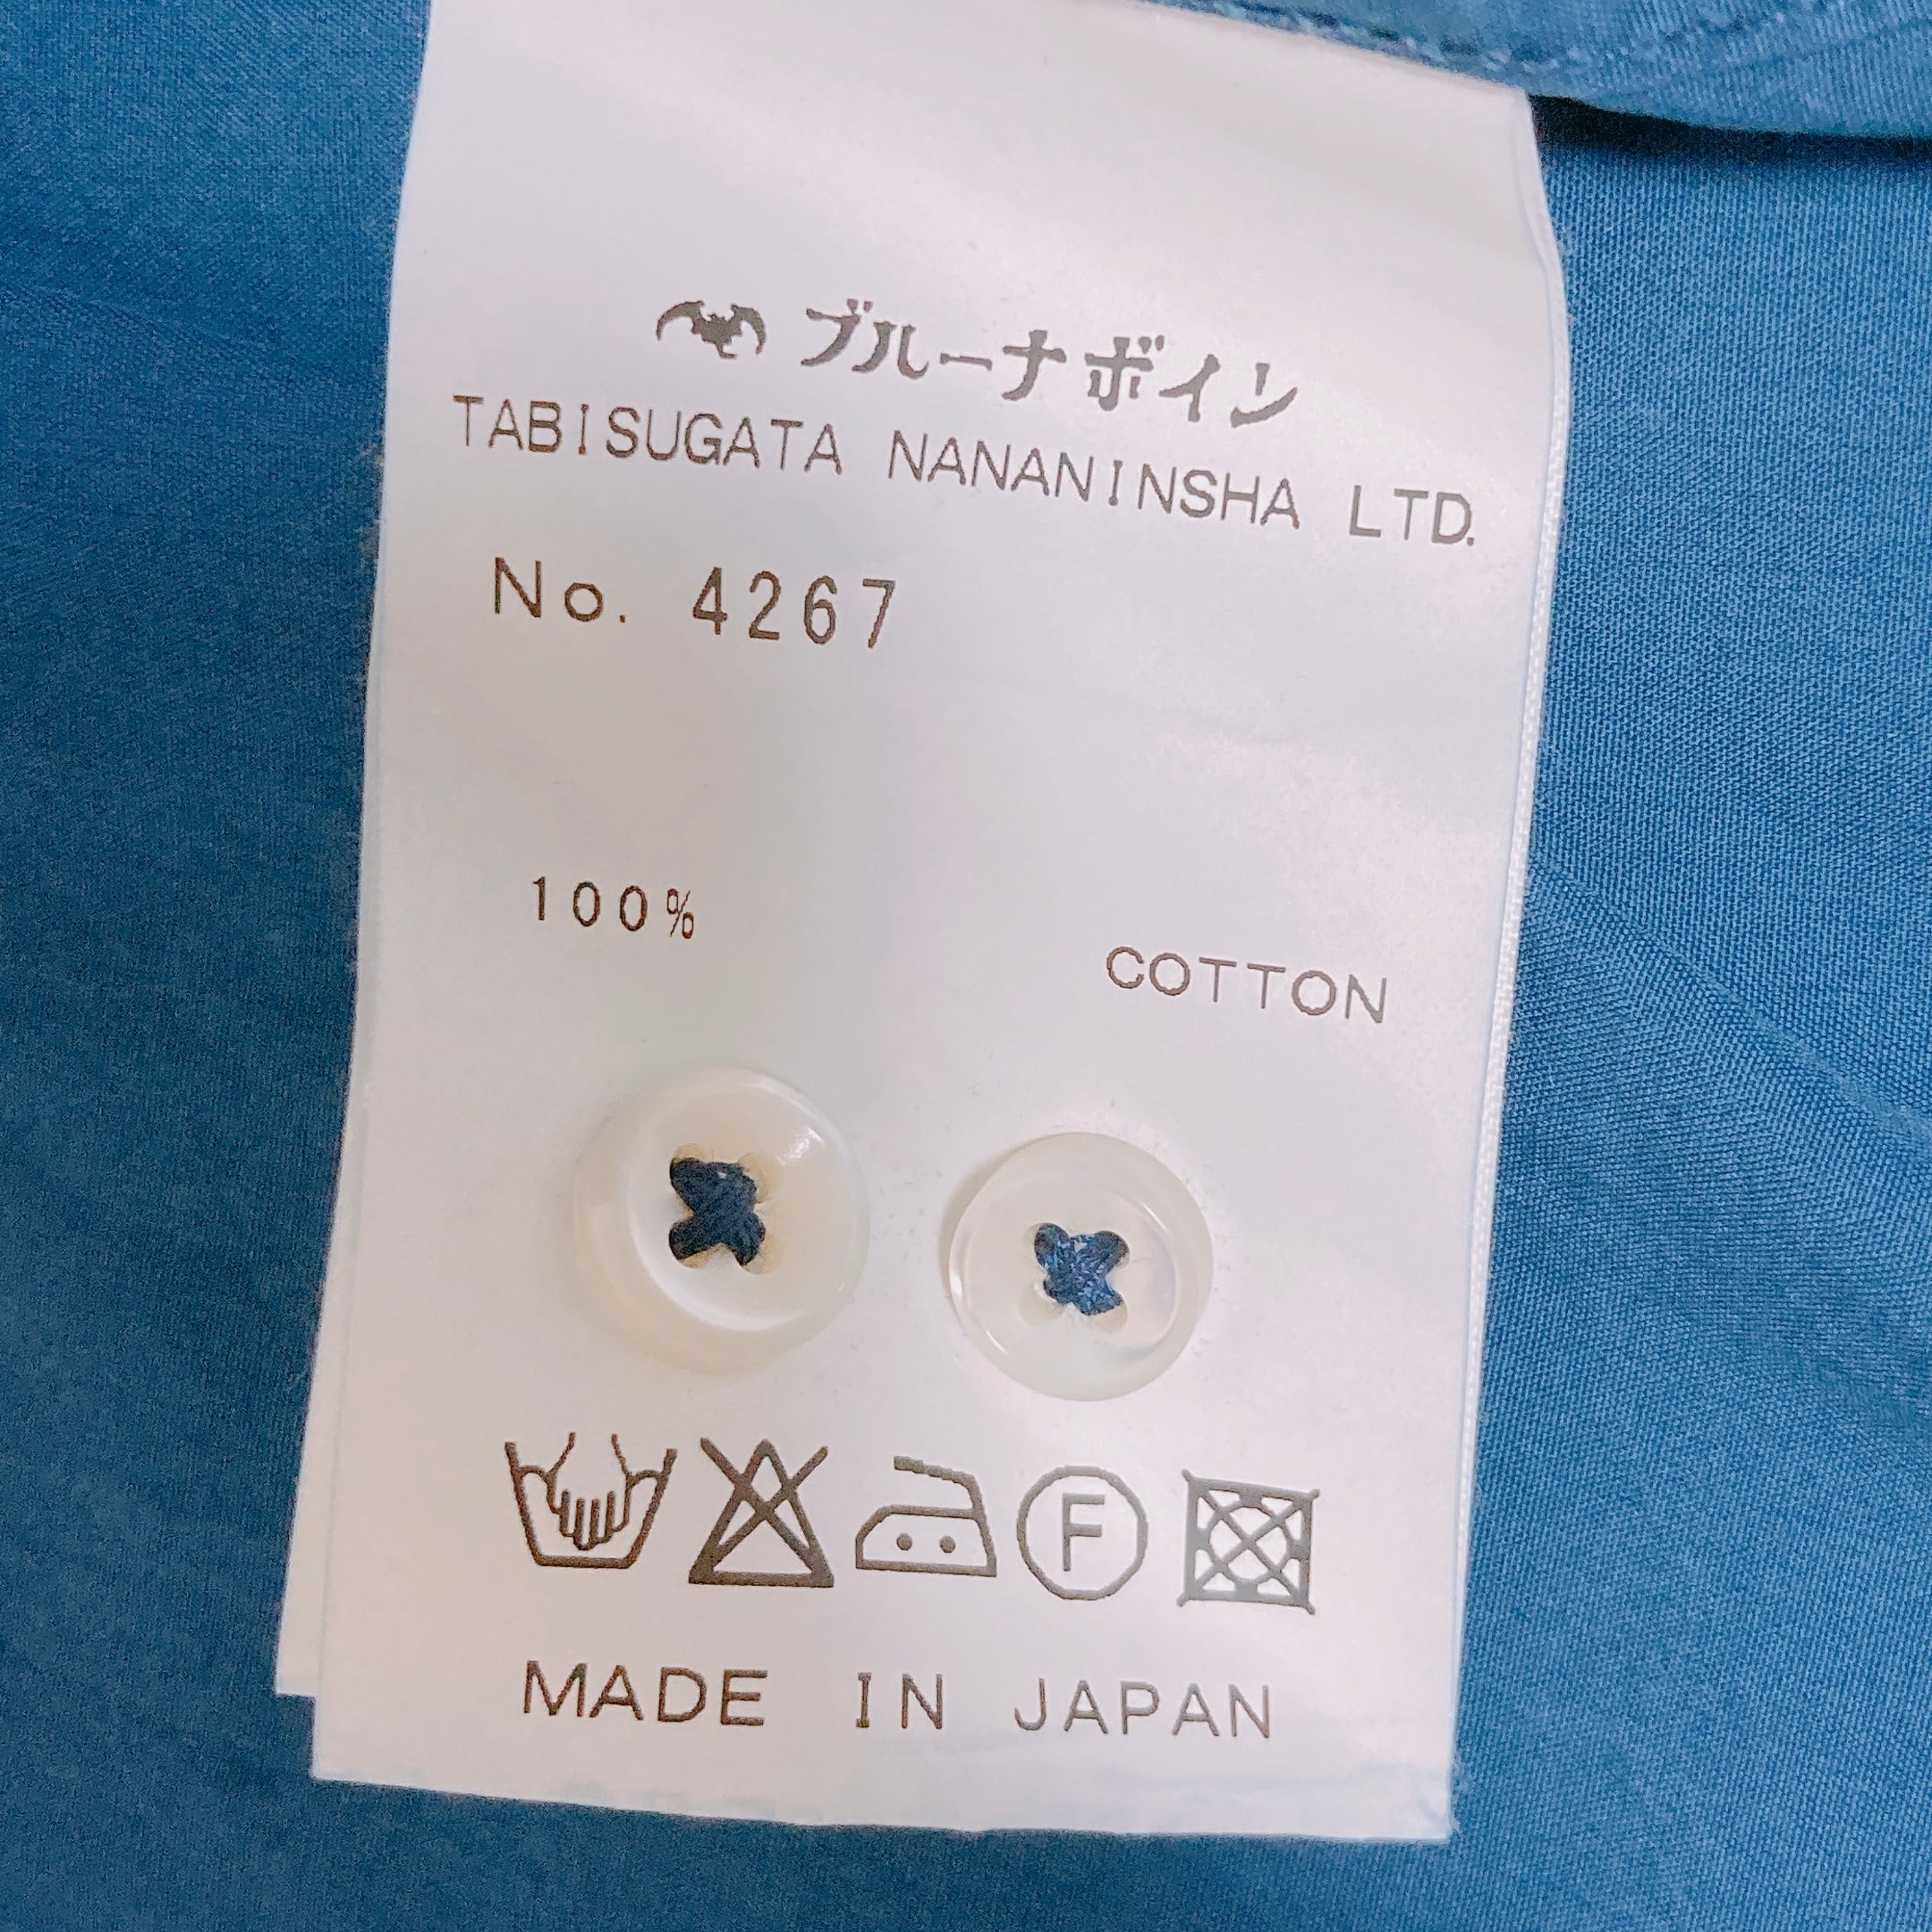 ブルーナボイン
TABISUGATA NANANINSHA LTD.
No. 4267
100%
COTTON
F
MADE IN JAPAN